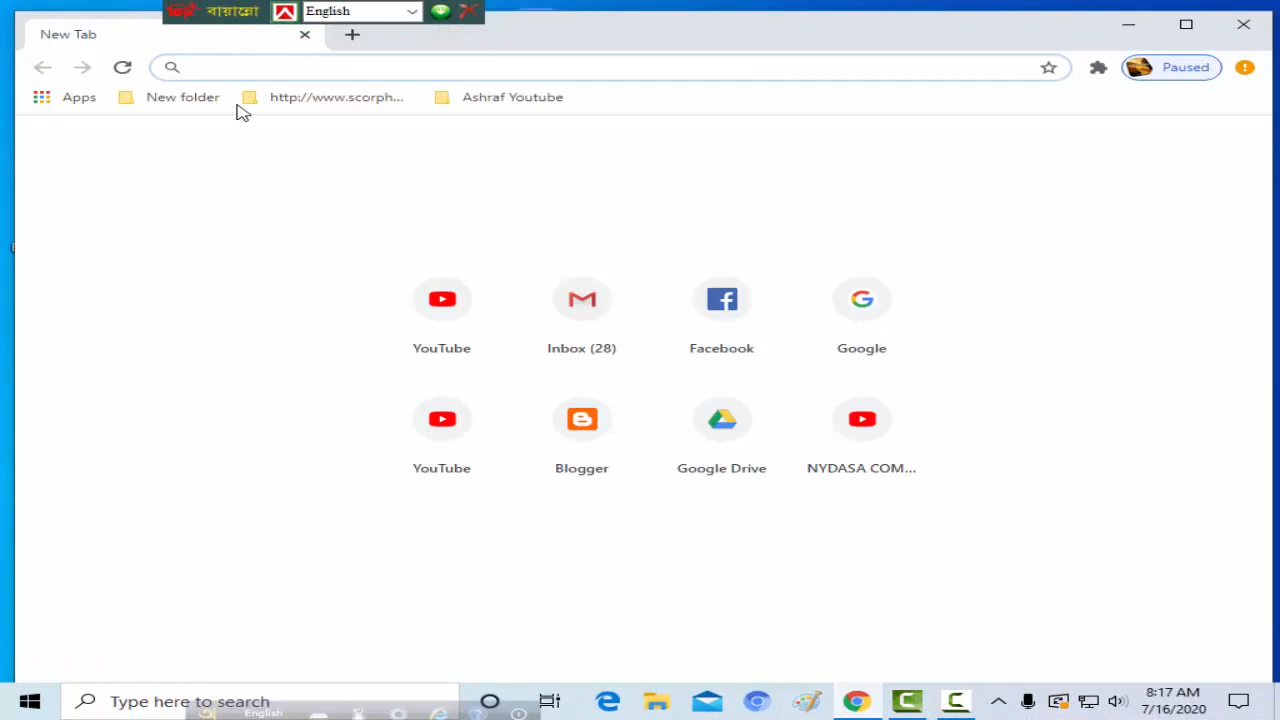 বায়ান্নো English
New Tab
Paused
Apps New folder http://www.scorph... Ashraf Youtube
YouTube Inbox (28) Facebook Google
YouTube Blogger Google Drive NYDASA COM...
Type here to search
English
8:17 AM
7/16/2020